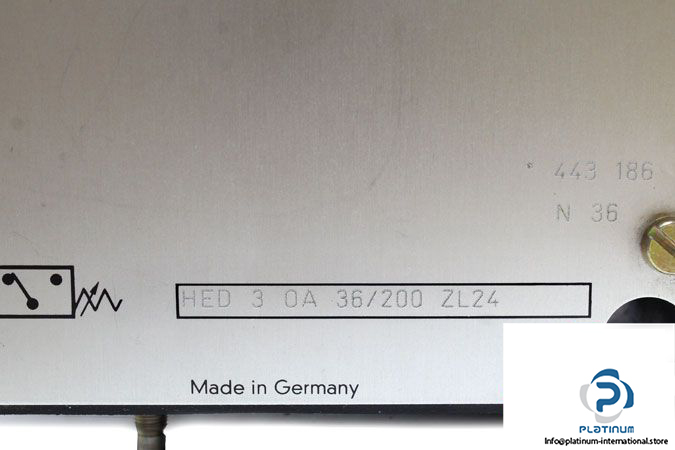 443 186
N 36
HED 3 OA 36/200 ZL24
Made in Germany
PLATINUM
Info@platinum-international.store